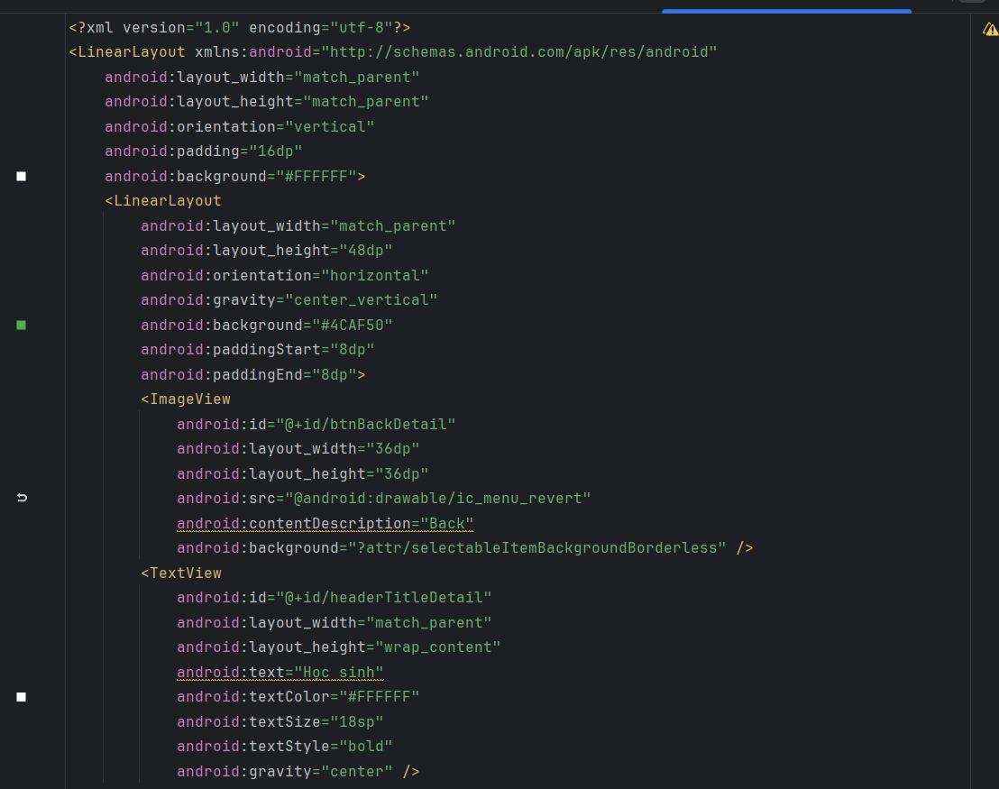 <?xml version="1.0" encoding="utf-8"?>
<LinearLayout xmlns:android="http://schemas.android.com/apk/res/android"
    android:layout_width="match_parent"
    android:layout_height="match_parent"
    android:orientation="vertical"
    android:padding="16dp"
    android:background="#FFFFFF">
    <LinearLayout
        android:layout_width="match_parent"
        android:layout_height="48dp"
        android:orientation="horizontal"
        android:gravity="center_vertical"
        android:background="#4CAF50"
        android:paddingStart="8dp"
        android:paddingEnd="8dp">
        <ImageView
            android:id="@+id/btnBackDetail"
            android:layout_width="36dp"
            android:layout_height="36dp"
            android:src="@android:drawable/ic_menu_revert"
            android:contentDescription="Back"
            android:background="?attr/selectableItemBackgroundBorderless" />
        <TextView
            android:id="@+id/headerTitleDetail"
            android:layout_width="match_parent"
            android:layout_height="wrap_content"
            android:text="Học sinh"
            android:textColor="#FFFFFF"
            android:textSize="18sp"
            android:textStyle="bold"
            android:gravity="center" />